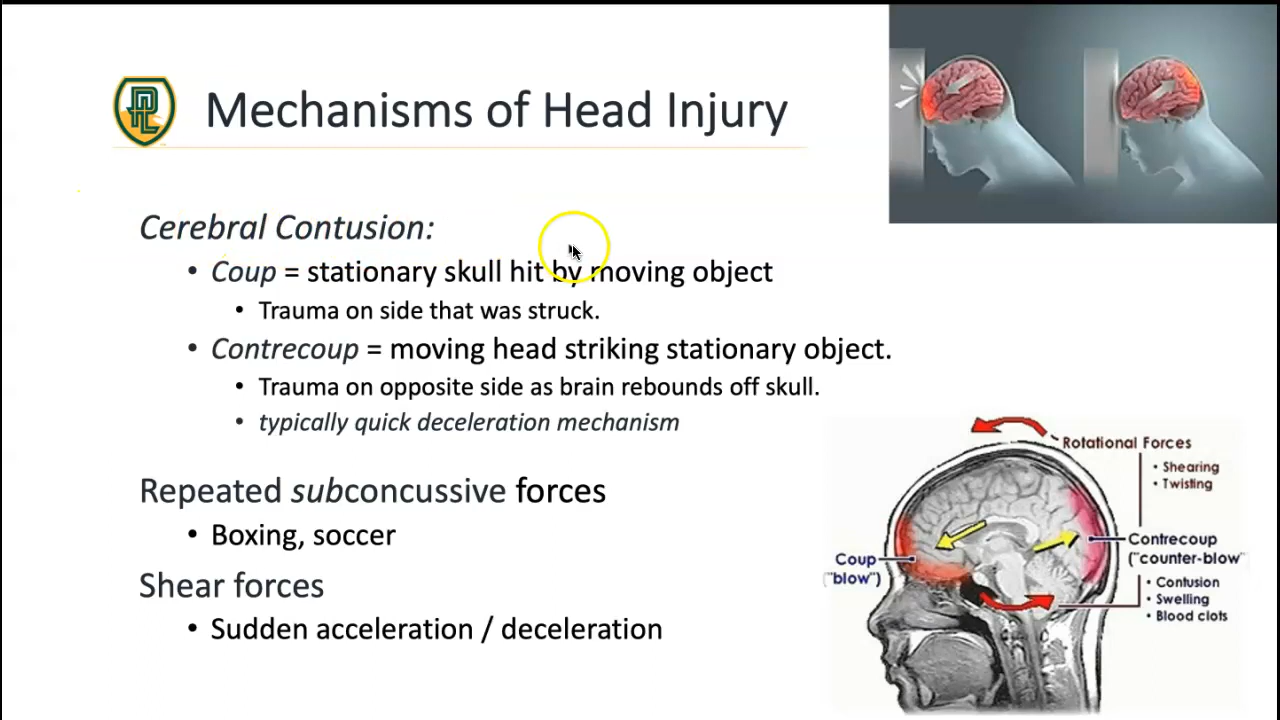 Mechanisms of Head Injury
Cerebral Contusion:
• Coup = stationary skull hit by moving object
• Trauma on side that was struck.
• Contrecoup = moving head striking stationary object.
• Trauma on opposite side as brain rebounds off skull.
• typically quick deceleration mechanism
Repeated subconcussive forces
• Boxing, soccer
Shear forces
• Sudden acceleration / deceleration
Rotational Forces
• Shearing
• Twisting
Coup
("blow")
Contrecoup
("counter-blow"
• Contusion
• Swelling
• Blood clots